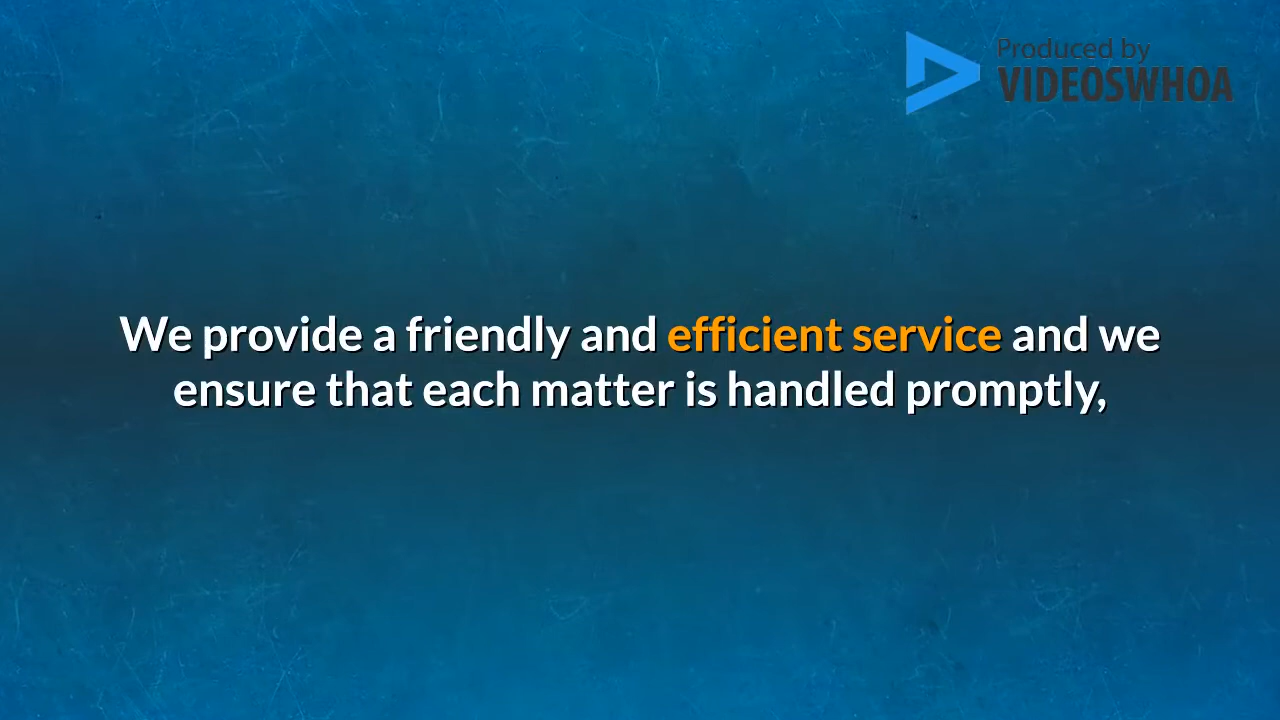 Produced by
VIDEOSWHOA
We provide a friendly and efficient service and we
ensure that each matter is handled promptly,